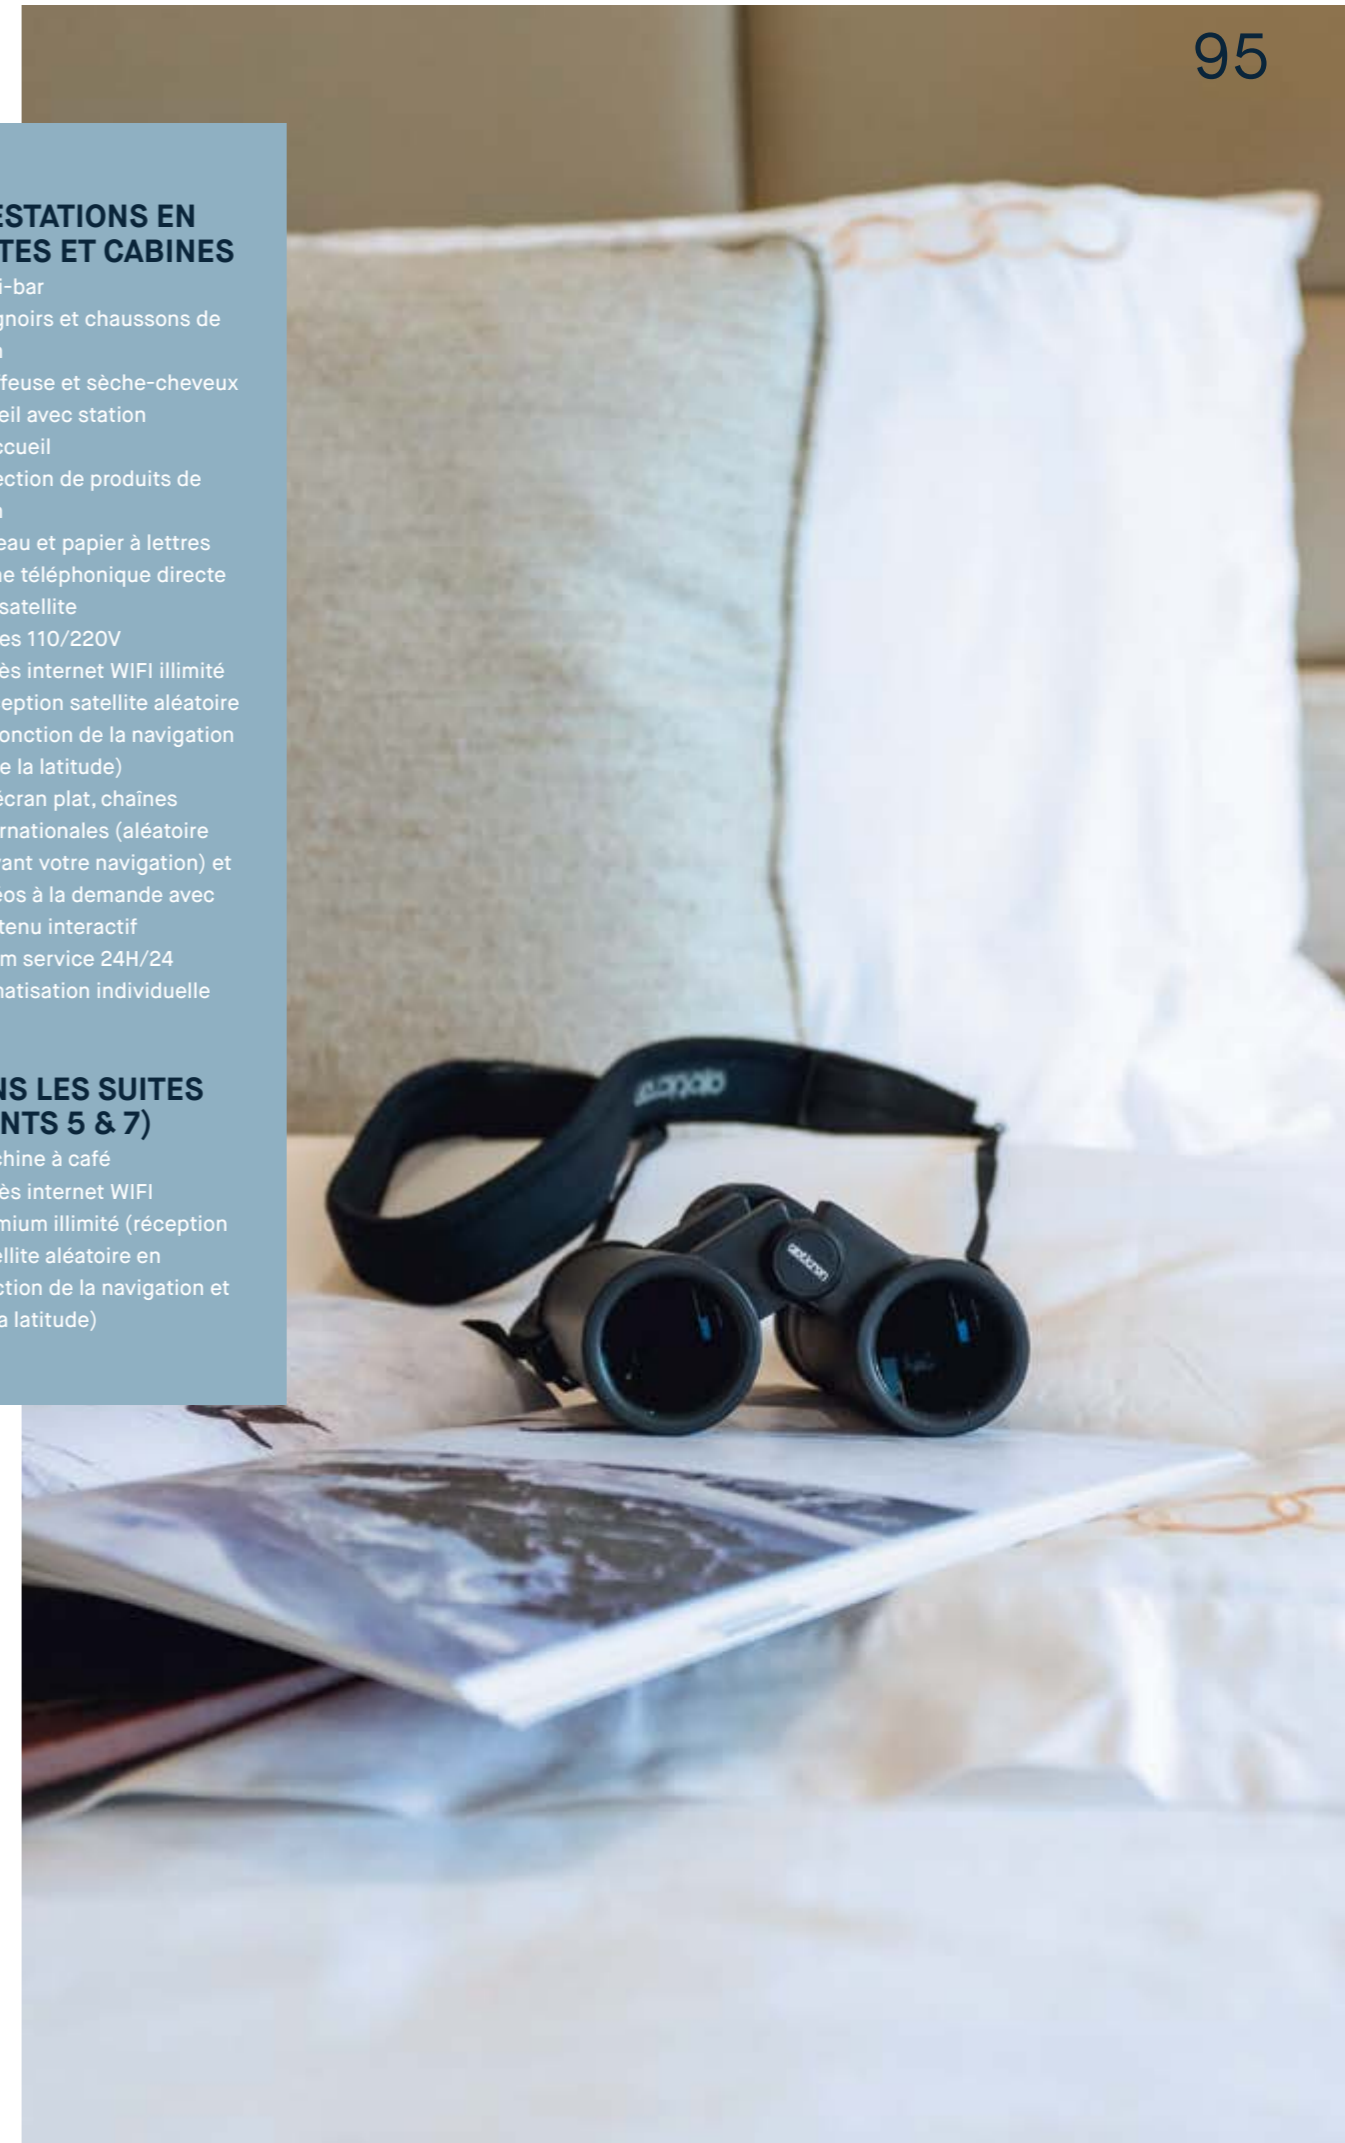 95
ESTATIONS EN
TES ET CABINES
i-bar
gnoirs et chaussons de
n
feuse et sèche-cheveux
eil avec station
ccueil
ection de produits de
n
eau et papier à lettres
ne téléphonique directe
satellite
es 110/220V
ès internet WIFI illimité
eption satellite aléatoire
onction de la navigation
e la latitude)
écran plat, chaînes
rnationales (aléatoire
vant votre navigation) et
éos à la demande avec
tenu interactif
m service 24H/24
matisation individuelle
NS LES SUITES
NTS 5 & 7)
chine à café
ès internet WIFI
mium illimité (réception
ellite aléatoire en
ction de la navigation et
a latitude)
opticron
opticron